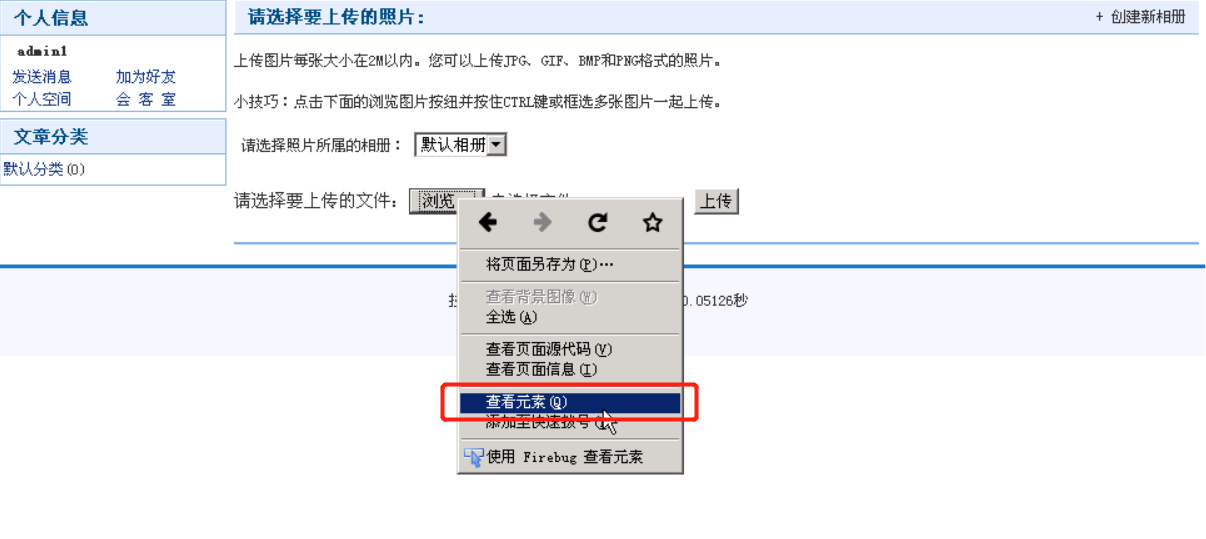 个人信息
请选择要上传的照片：
+ 创建新相册
admin1
发送消息 加为好友
个人空间 会 客 室
文章分类
默认分类(0)
上传图片每张大小在2M以内。您可以上传JPG、GIF、BMP和PNG格式的照片。
小技巧：点击下面的浏览图片按纽并按住CTRL键或框选多张图片一起上传。
请选择照片所属的相册： 默认相册
请选择要上传的文件： 浏览 上传
将页面另存为(P)…
查看背景图像(W)
全选(A)
查看页面源代码(V)
查看页面信息(I)
查看元素(Q)
添加至快速拨号
使用 Firebug 查看元素
0.05126秒